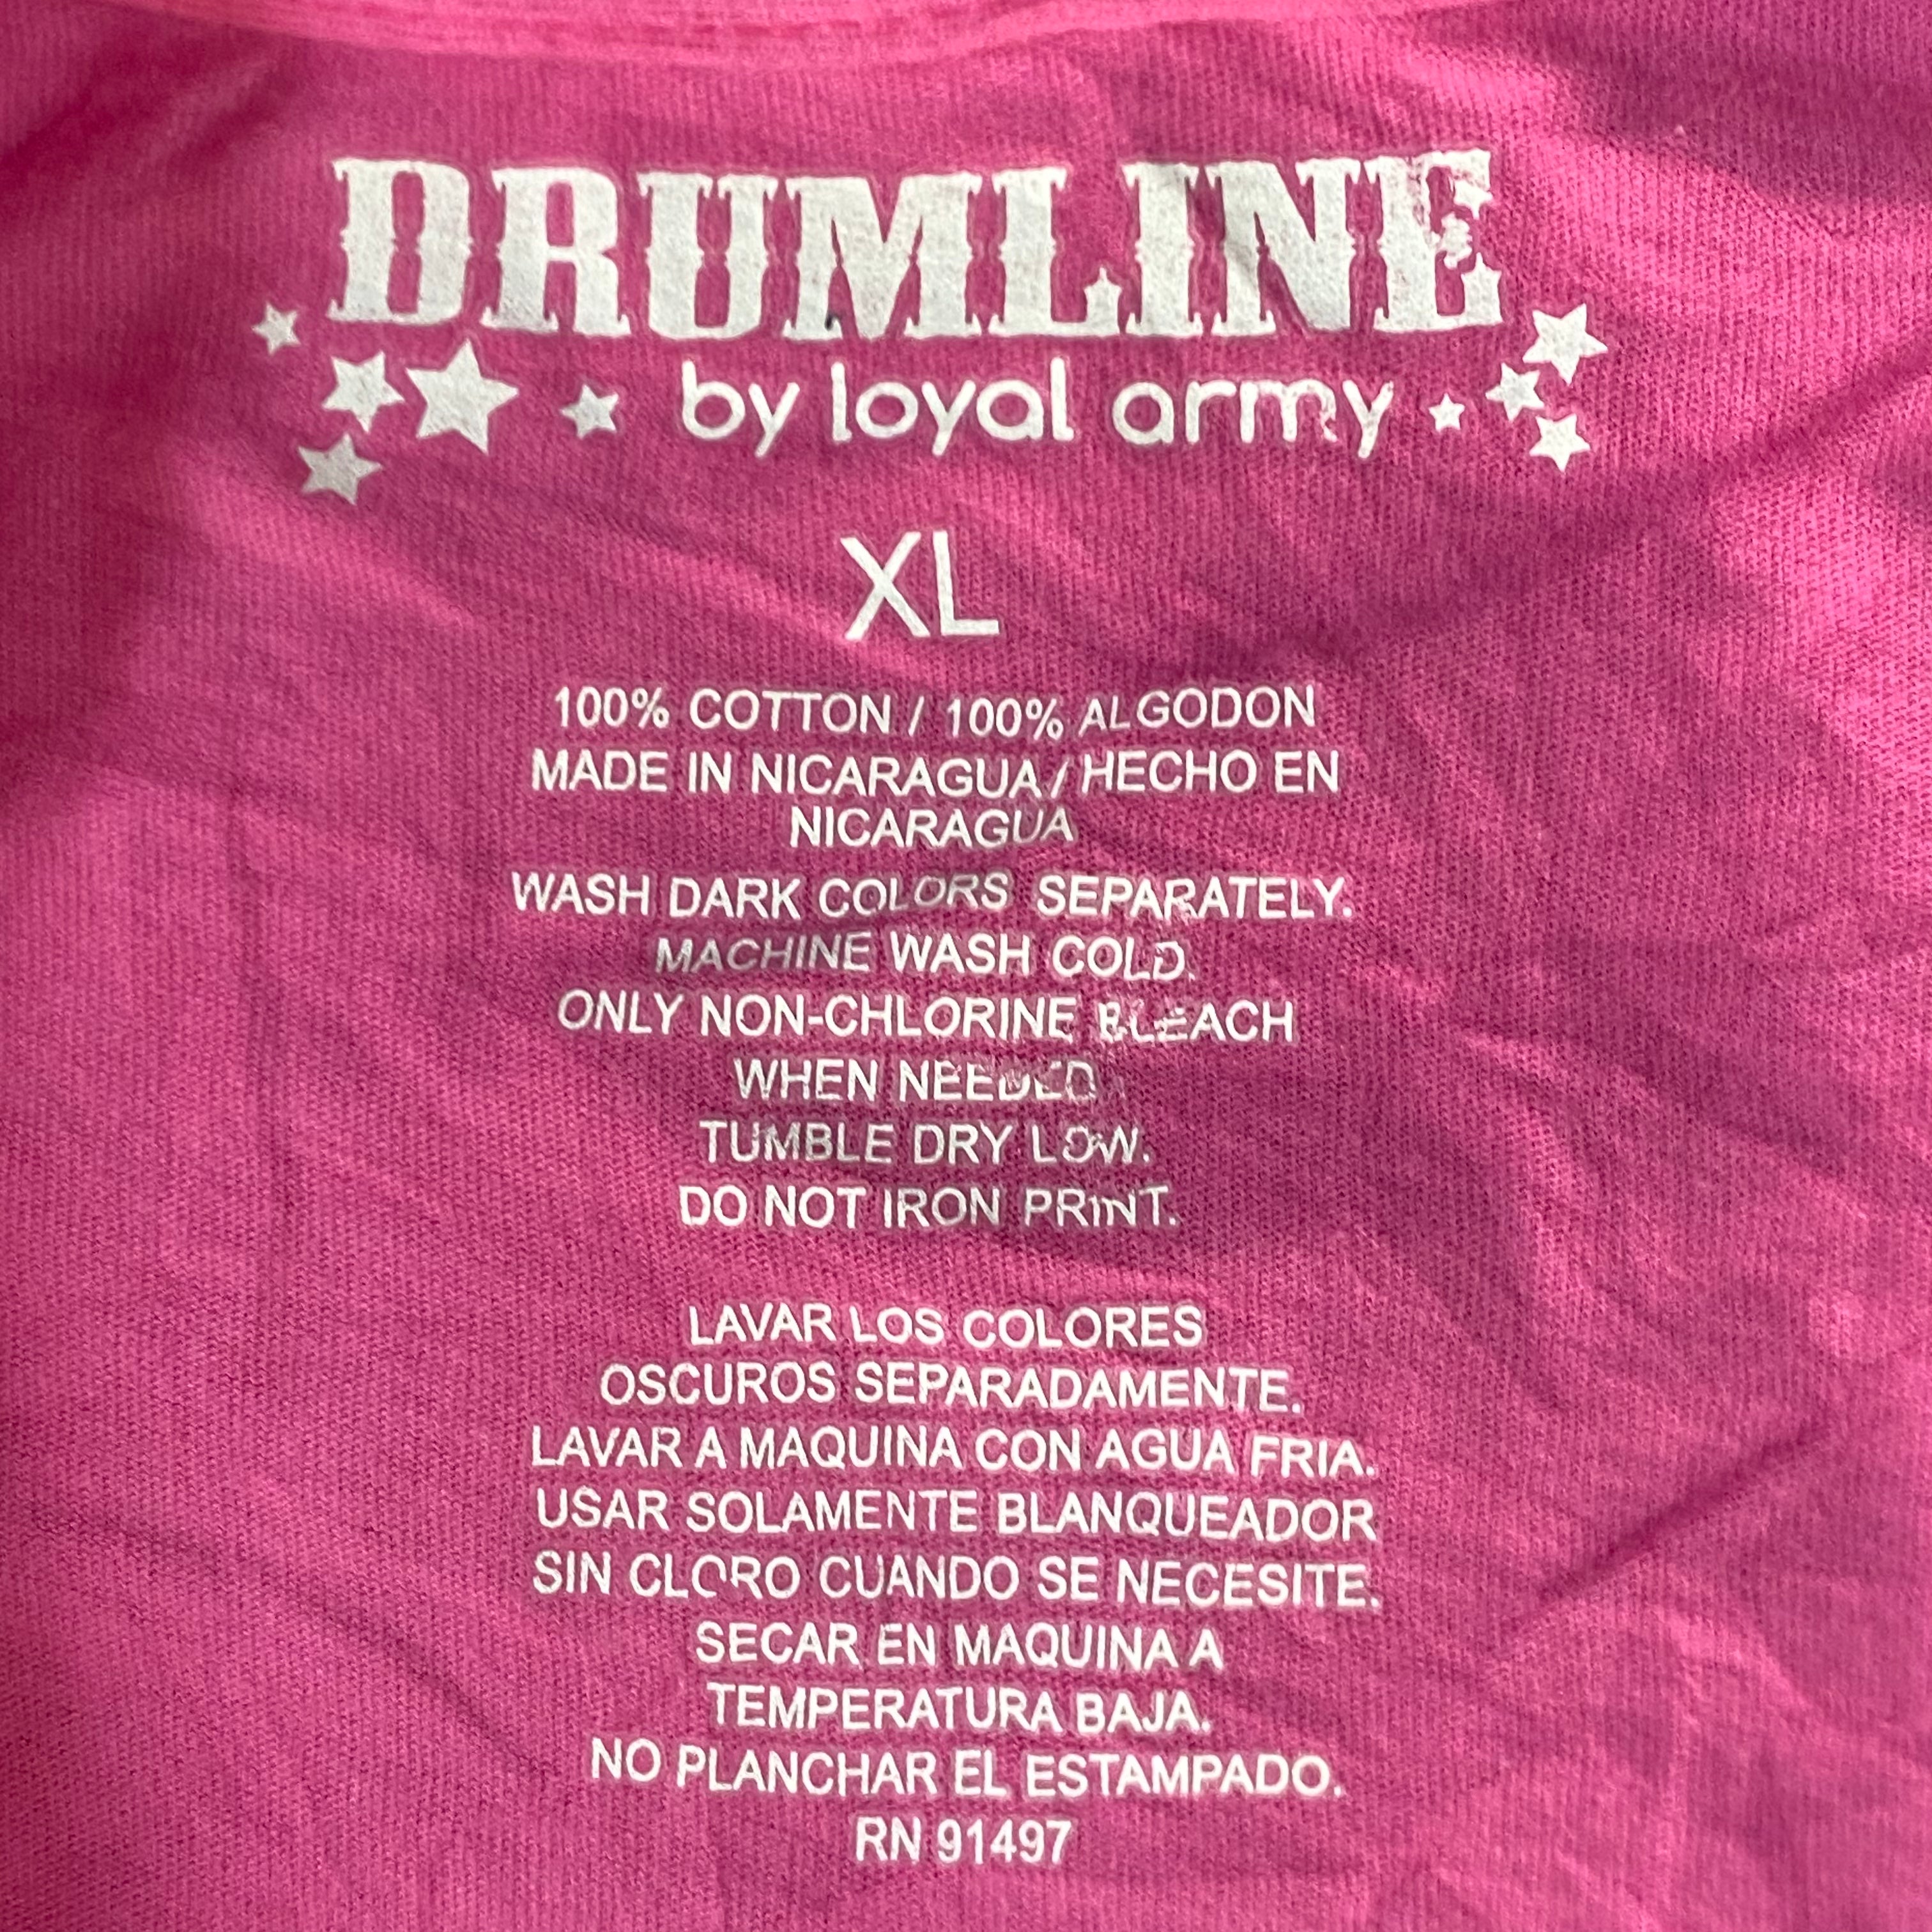 DRUMLINE
by loyal army
XL
100% COTTON / 100% ALGODON
MADE IN NICARAGUA / HECHO EN
NICARAGUA
WASH DARK COLORS SEPARATELY.
MACHINE WASH COLD.
ONLY NON-CHLORINE BLEACH
WHEN NEEDED
TUMBLE DRY LOW.
DO NOT IRON PRINT.
LAVAR LOS COLORES
OSCUROS SEPARADAMENTE.
LAVAR A MAQUINA CON AGUA FRIA.
USAR SOLAMENTE BLANQUEADOR
SIN CLORO CUANDO SE NECESITE.
SECAR EN MAQUINA A
TEMPERATURA BAJA.
NO PLANCHAR EL ESTAMPADO.
RN 91497